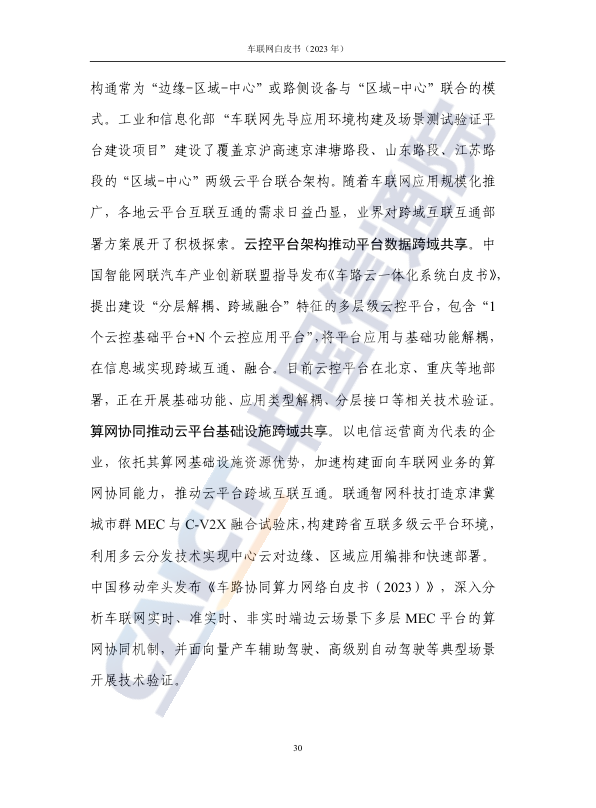 车联网白皮书（2023 年）
构通常为“边缘-区域-中心”或路侧设备与“区域-中心”联合的模
式。工业和信息化部“车联网先导应用环境构建及场景测试验证平
台建设项目”建设了覆盖京沪高速京津塘路段、山东路段、江苏路
段的“区域-中心”两级云平台联合架构。随着车联网应用规模化推
广，各地云平台互联互通的需求日益凸显，业界对跨域互联互通部
署方案展开了积极探索。云控平台架构推动平台数据跨域共享。中
国智能网联汽车产业创新联盟指导发布《车路云一体化系统白皮书》，
提出建设“分层解耦、跨域融合”特征的多层级云控平台，包含“1
个云控基础平台+N 个云控应用平台”，将平台应用与基础功能解耦，
在信息域实现跨域互通、融合。目前云控平台在北京、重庆等地部
署，正在开展基础功能、应用类型解耦、分层接口等相关技术验证。
算网协同推动云平台基础设施跨域共享。以电信运营商为代表的企
业，依托其算网基础设施资源优势，加速构建面向车联网业务的算
网协同能力，推动云平台跨域互联互通。联通智网科技打造京津冀
城市群 MEC 与 C-V2X 融合试验床，构建跨省互联多级云平台环境，
利用多云分发技术实现中心云对边缘、区域应用编排和快速部署。
中国移动牵头发布《车路协同算力网络白皮书（2023）》，深入分
析车联网实时、准实时、非实时端边云场景下多层 MEC 平台的算
网协同机制，并面向量产车辅助驾驶、高级别自动驾驶等典型场景
开展技术验证。
CAICT 中国信通院
30